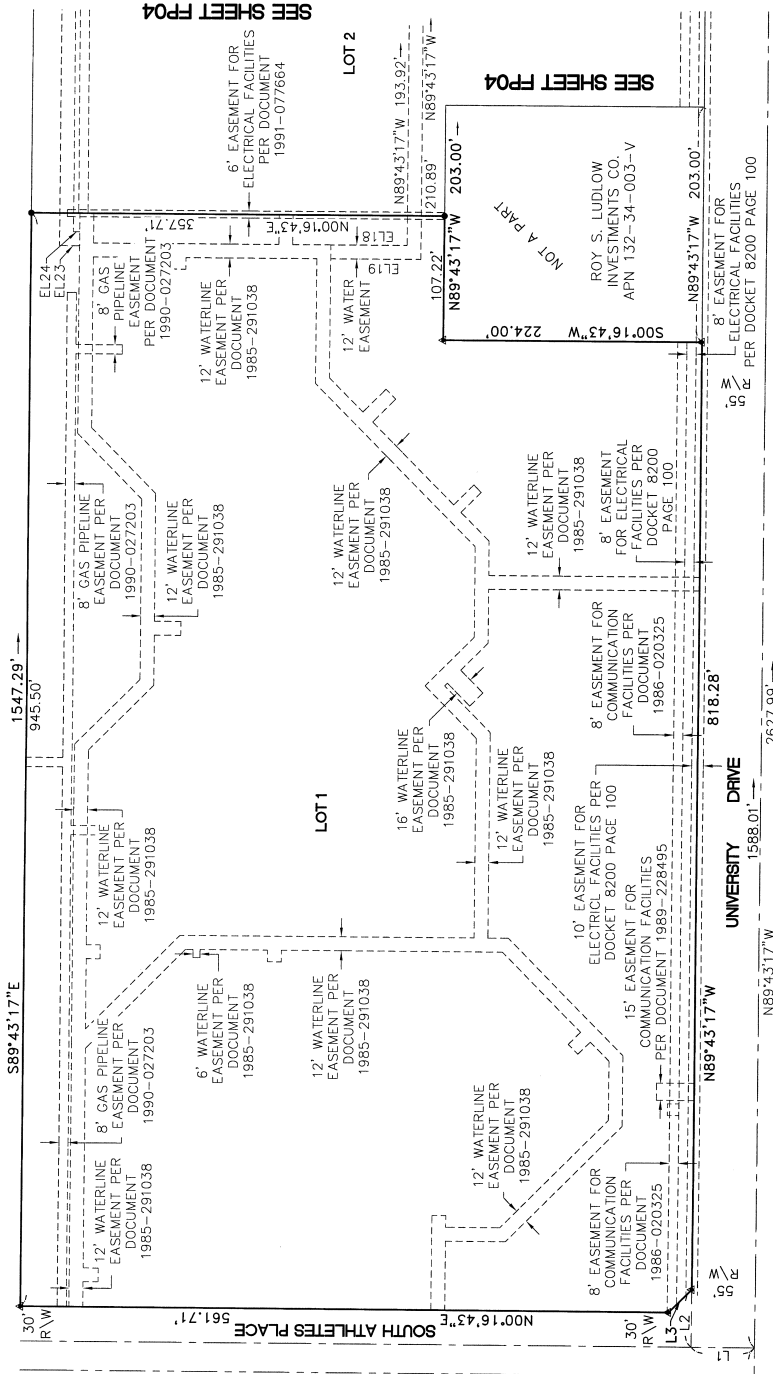 SEE SHEET FP04
SEE SHEET FP04
S89°43'17"E
1547.29'
945.50'
LOT 2
6' EASEMENT FOR
ELECTRICAL FACILITIES
PER DOCUMENT
1991-077664
N89°43'17"W 193.92'
N89°43'17"W
210.89'
N89°43'17"W 203.00'
NOT A PART
ROY S. LUDLOW
INVESTMENTS CO.
APN 132-34-003-V
N89°43'17"W 203.00'
8' EASEMENT FOR
ELECTRICAL FACILITIES
PER DOCKET 8200 PAGE 100
55'
R/W
EL24
EL23
8' GAS
PIPELINE
EASEMENT
PER DOCUMENT
1990-027203
357.71'
N00°16'43"E
EL18
EL19
12' WATERLINE
EASEMENT PER
DOCUMENT
1985-291038
12' WATER
EASEMENT
107.22'
N89°43'17"W
224.00'
S00°16'43"W
8' GAS PIPELINE
EASEMENT PER
DOCUMENT
1990-027203
12' WATERLINE
EASEMENT PER
DOCUMENT
1985-291038
12' WATERLINE
EASEMENT PER
DOCUMENT
1985-291038
12' WATERLINE
EASEMENT PER
DOCUMENT
1985-291038
8' EASEMENT
FOR ELECTRICAL
FACILITIES PER
DOCKET 8200
PAGE 100
LOT 1
16' WATERLINE
EASEMENT PER
DOCUMENT
1985-291038
8' EASEMENT FOR
COMMUNICATION
FACILITIES PER
DOCUMENT
1986-020325
818.28'
12' WATERLINE
EASEMENT PER
DOCUMENT
1985-291038
12' WATERLINE
EASEMENT PER
DOCUMENT
1985-291038
10' EASEMENT FOR
ELECTRICL FACILITIES PER
DOCKET 8200 PAGE 100
15' EASEMENT FOR
COMMUNICATION FACILITIES
PER DOCUMENT 1989-228495
N89°43'17"W
UNIVERSITY DRIVE
1588.01'
N89°43'17"W
2627.99'
8' GAS PIPELINE
EASEMENT PER
DOCUMENT
1990-027203
6' WATERLINE
EASEMENT PER
DOCUMENT
1985-291038
12' WATERLINE
EASEMENT PER
DOCUMENT
1985-291038
12' WATERLINE
EASEMENT PER
DOCUMENT
1985-291038
12' WATERLINE
EASEMENT PER
DOCUMENT
1985-291038
8' EASEMENT FOR
COMMUNICATION
FACILITIES PER
DOCUMENT
1986-020325
30'
R/W
561.71'
SOUTH ATHLETES PLACE
N00°16'43"E
30'
R/W
L3
L2
L1
55'
R/W